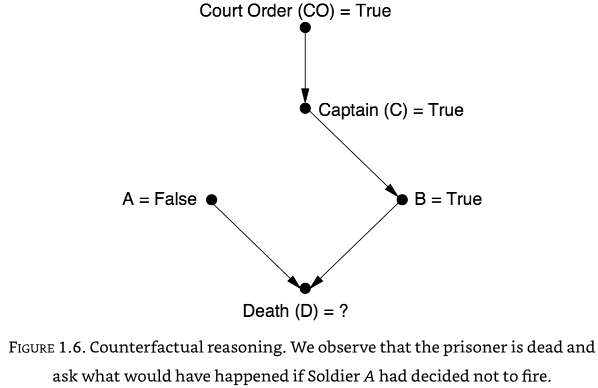 Court Order (CO) = True
Captain (C) = True
A = False
B = True
Death (D) = ?
FIGURE 1.6. Counterfactual reasoning. We observe that the prisoner is dead and
ask what would have happened if Soldier A had decided not to fire.